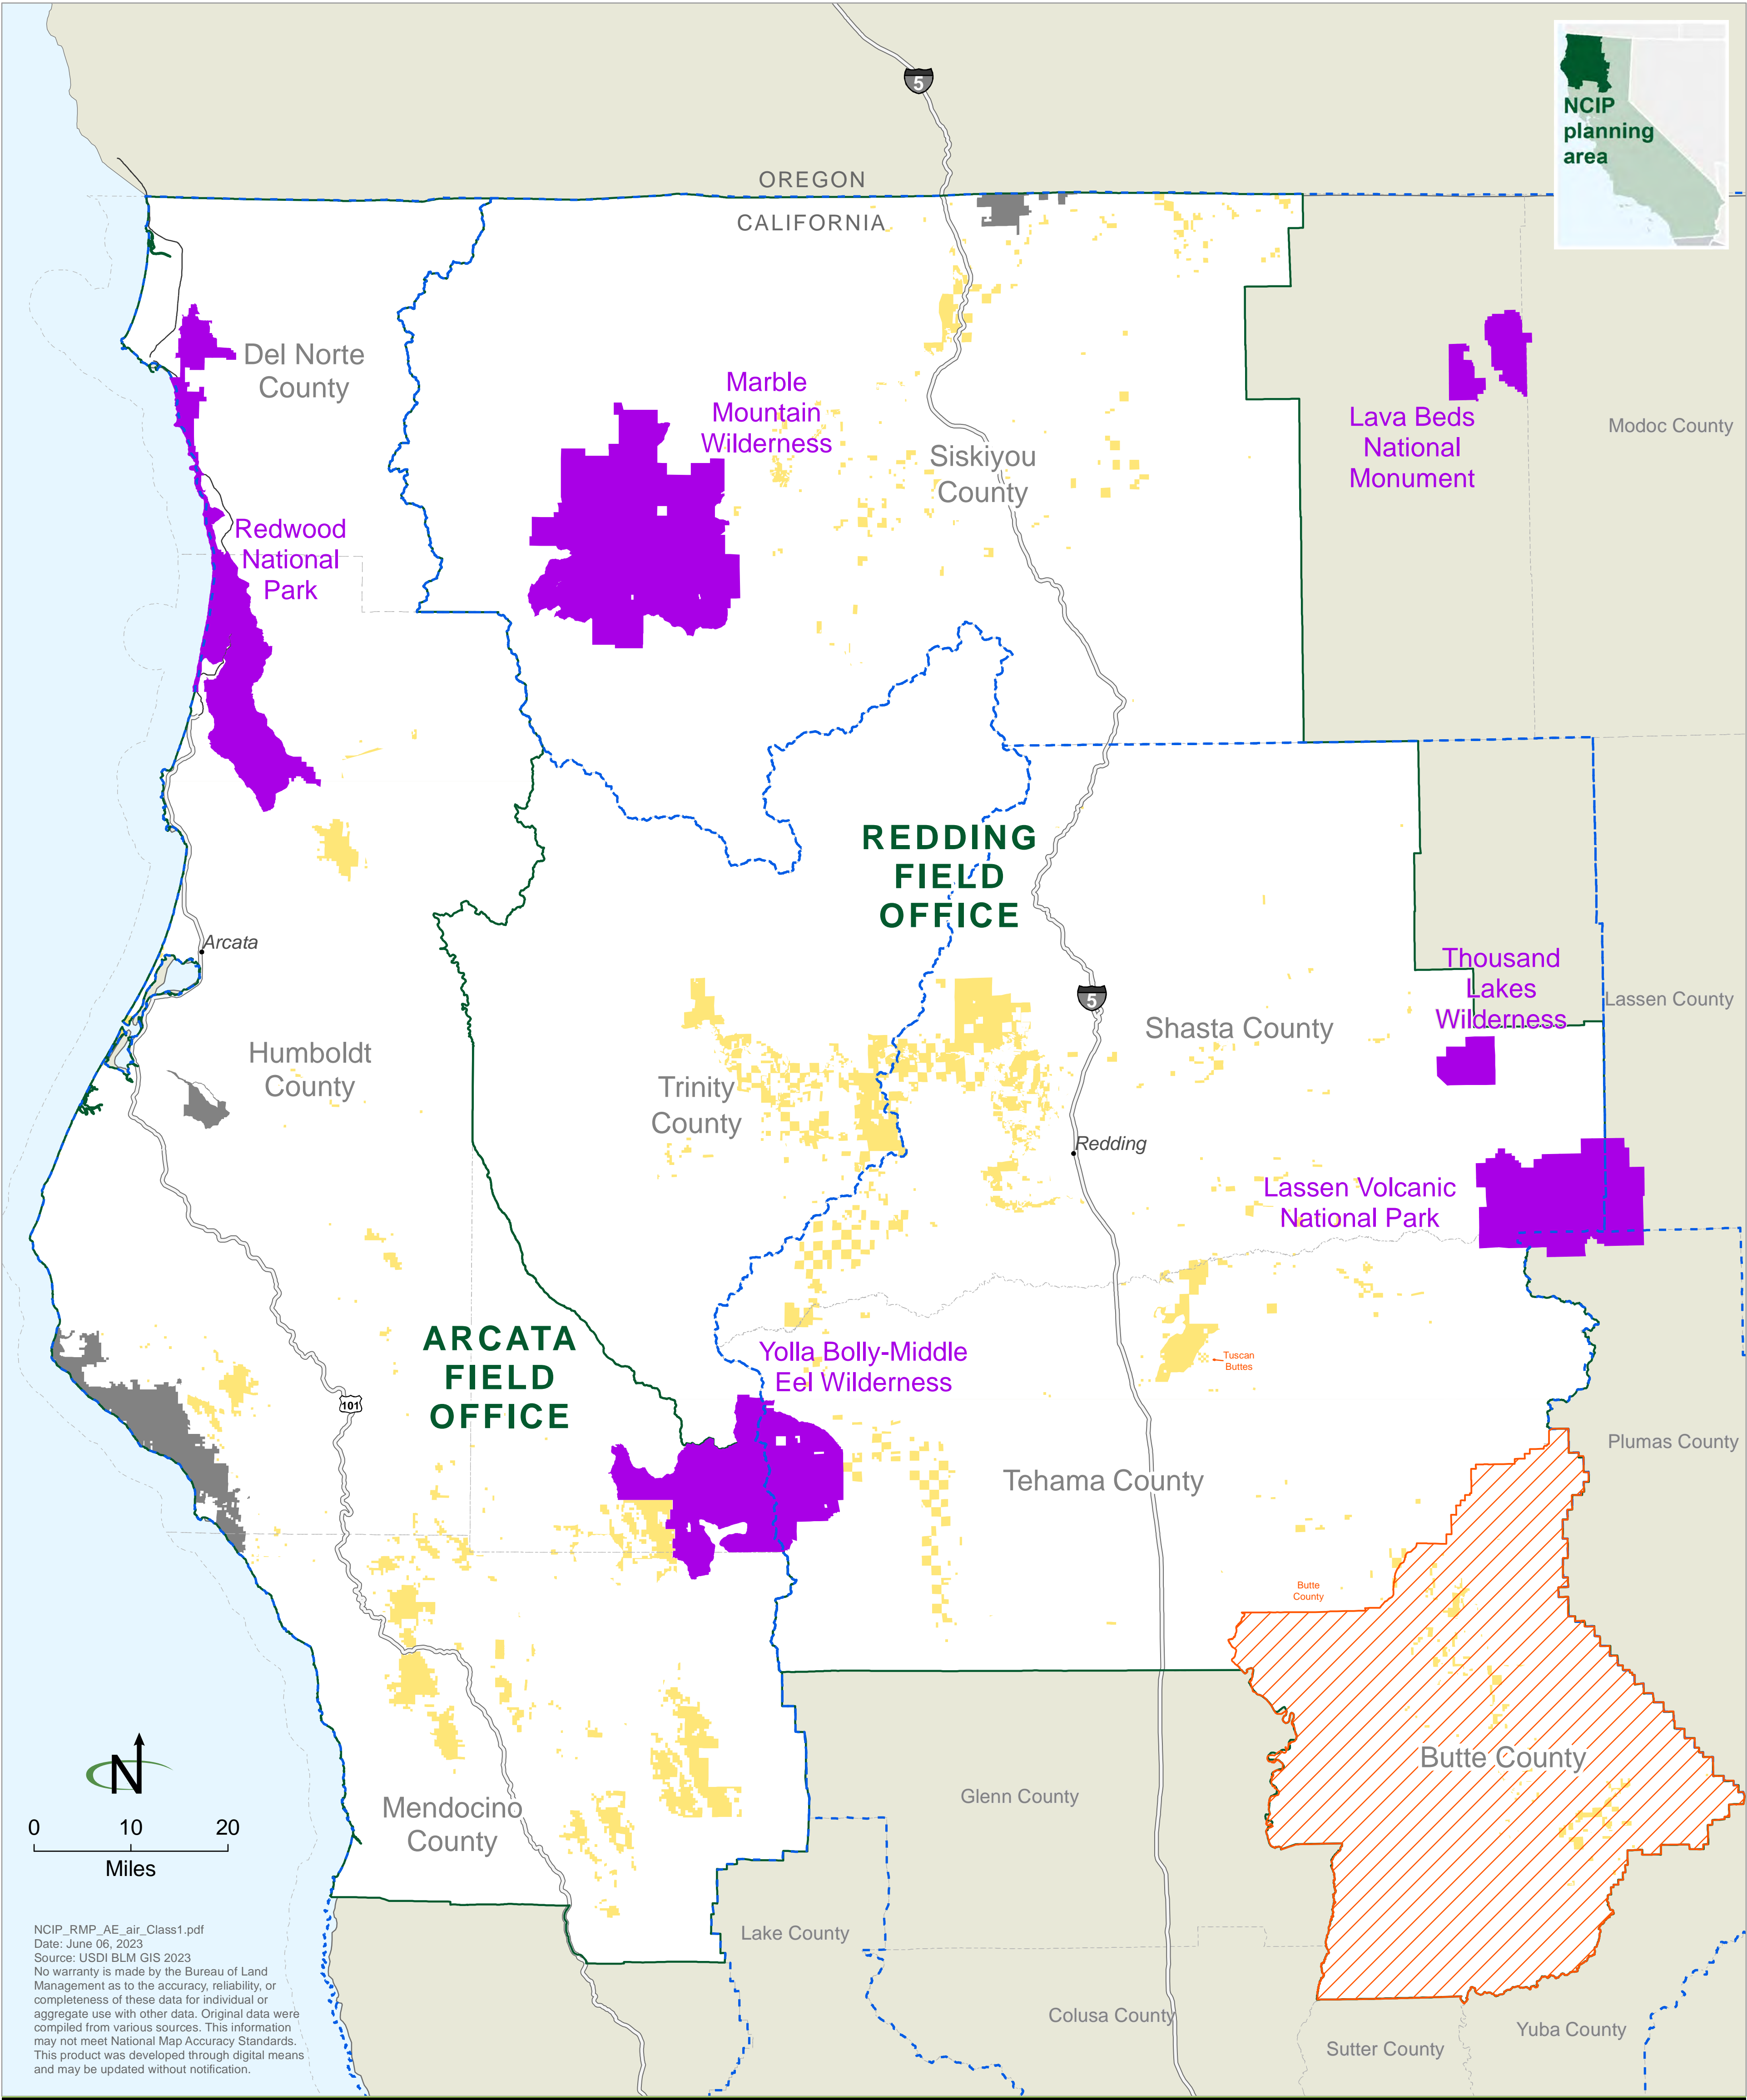 5
NCIP
planning
area
OREGON
CALIFORNIA
Del Norte
County
Marble
Mountain
Wilderness
Siskiyou
County
Lava Beds
National
Monument
Modoc County
Redwood
National
Park
REDDING
FIELD
OFFICE
Arcata
Thousand
Lakes
Wilderness
Lassen County
5
Shasta County
Humboldt
County
Trinity
County
Redding
Lassen Volcanic
National Park
ARCATA
FIELD
OFFICE
Yolla Bolly-Middle
Eel Wilderness
Tuscan
Buttes
101
Plumas County
Tehama County
Butte
County
Butte County
N
0 10 20
Miles
Mendocino
County
Glenn County
Lake County
Colusa County
Sutter County
Yuba County
NCIP_RMP_AE_air_Class1.pdf
Date: June 06, 2023
Source: USDI BLM GIS 2023
No warranty is made by the Bureau of Land
Management as to the accuracy, reliability, or
completeness of these data for individual or
aggregate use with other data. Original data were
compiled from various sources. This information
may not meet National Map Accuracy Standards.
This product was developed through digital means
and may be updated without notification.